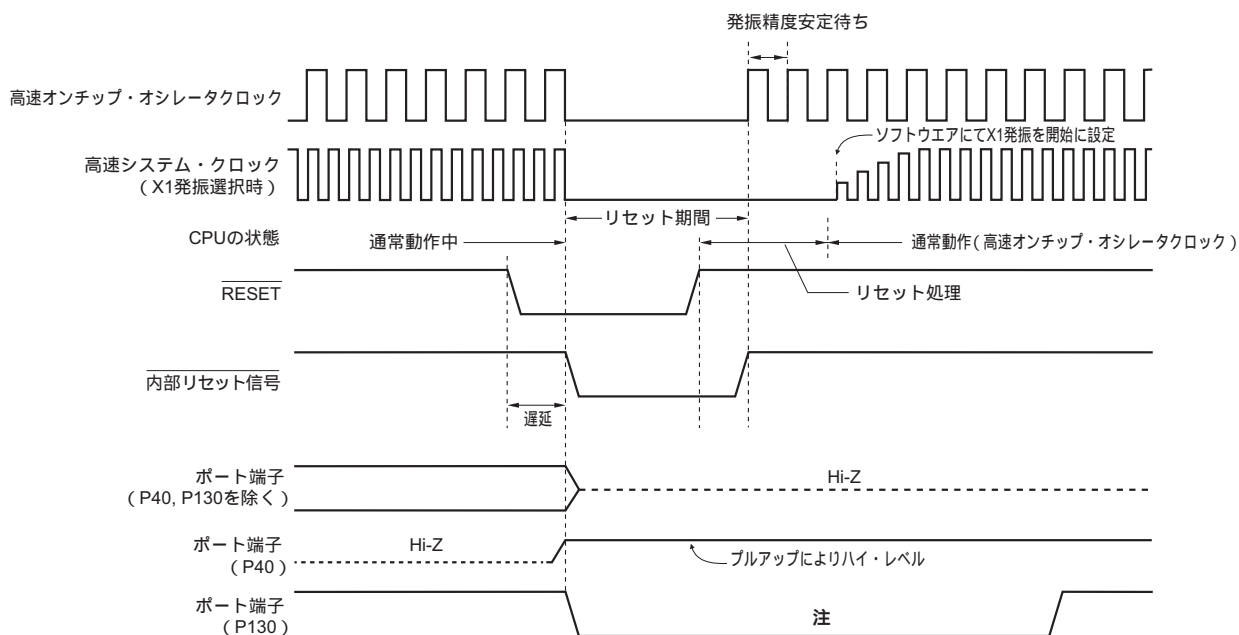 発振精度安定待ち
高速オンチップ・オシレータクロック
ソフトウエアにてX1発振を開始に設定
高速システム・クロック
（X1発振選択時）
リセット期間
CPUの状態
通常動作中
通常動作（高速オンチップ・オシレータクロック）
RESET
リセット処理
内部リセット信号
遅延
ポート端子
（P40, P130を除く）
Hi-Z
ポート端子
（P40）
Hi-Z
プルアップによりハイ・レベル
ポート端子
（P130）
注